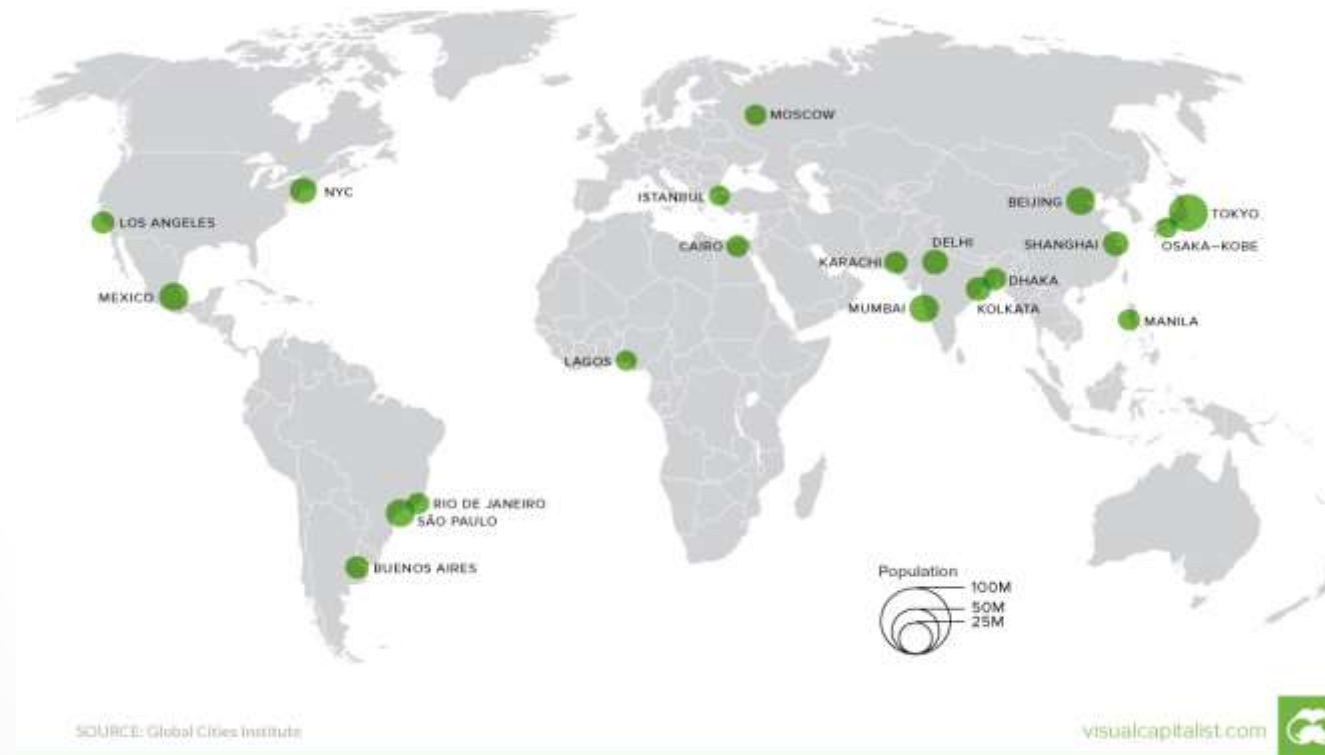 MOSCOW
NYC
ISTANBUL
BEIJING
LOS ANGELES
TOKYO
CAIRO
DELHI
SHANGHAI
OSAKA–KOBE
KARACHI
DHAKA
MEXICO
MUMBAI
KOLKATA
MANILA
LAGOS
RIO DE JANEIRO
SÃO PAULO
BUENOS AIRES
Population
100M
50M
25M
SOURCE: Global Cities Institute
visualcapitalist.com